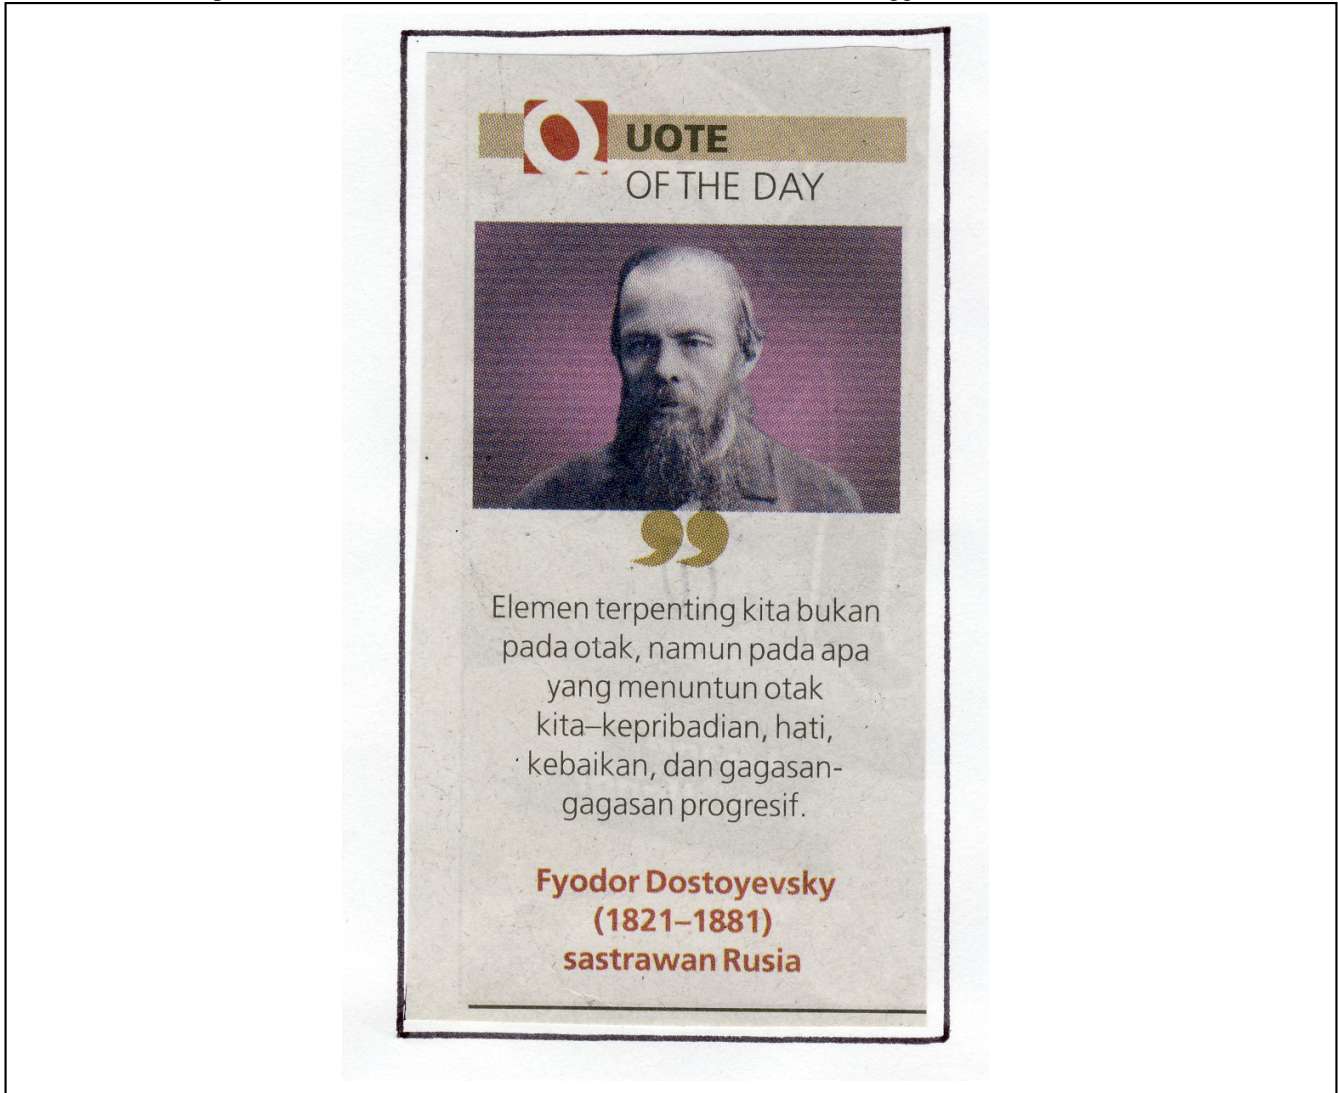 QUOTE
OF THE DAY
”
Elemen terpenting kita bukan
pada otak, namun pada apa
yang menuntun otak
kita–kepribadian, hati,
kebaikan, dan gagasan-
gagasan progresif.
Fyodor Dostoyevsky
(1821–1881)
sastrawan Rusia